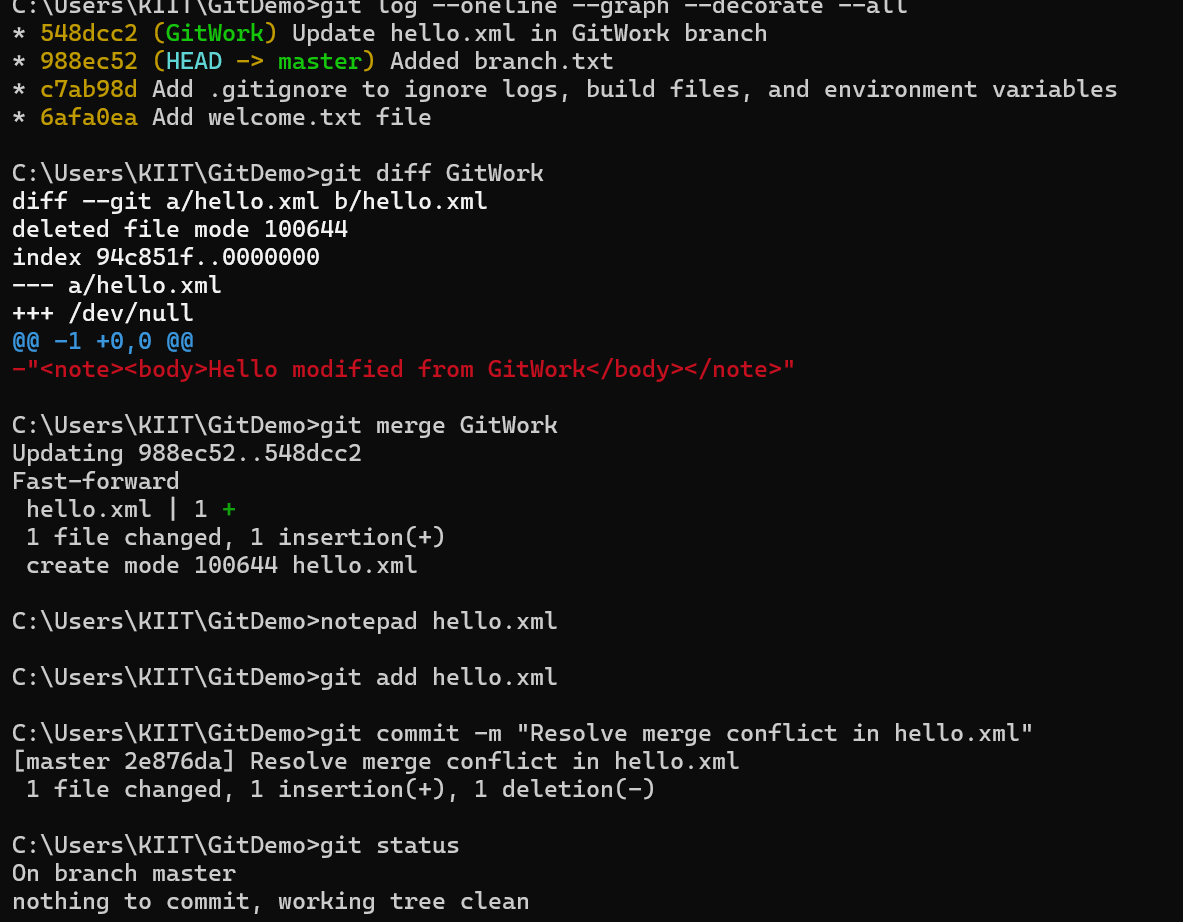 C:\Users\KIIT\GitDemo>git log --oneline --graph --decorate --all
* 548dcc2 (GitWork) Update hello.xml in GitWork branch
* 988ec52 (HEAD -> master) Added branch.txt
* c7ab98d Add .gitignore to ignore logs, build files, and environment variables
* 6afa0ea Add welcome.txt file
C:\Users\KIIT\GitDemo>git diff GitWork
diff --git a/hello.xml b/hello.xml
deleted file mode 100644
index 94c851f..0000000
--- a/hello.xml
+++ /dev/null
@@ -1 +0,0 @@
-"<note><body>Hello modified from GitWork</body></note>"
C:\Users\KIIT\GitDemo>git merge GitWork
Updating 988ec52..548dcc2
Fast-forward
 hello.xml | 1 +
 1 file changed, 1 insertion(+)
 create mode 100644 hello.xml
C:\Users\KIIT\GitDemo>notepad hello.xml
C:\Users\KIIT\GitDemo>git add hello.xml
C:\Users\KIIT\GitDemo>git commit -m "Resolve merge conflict in hello.xml"
[master 2e876da] Resolve merge conflict in hello.xml
 1 file changed, 1 insertion(+), 1 deletion(-)
C:\Users\KIIT\GitDemo>git status
On branch master
nothing to commit, working tree clean